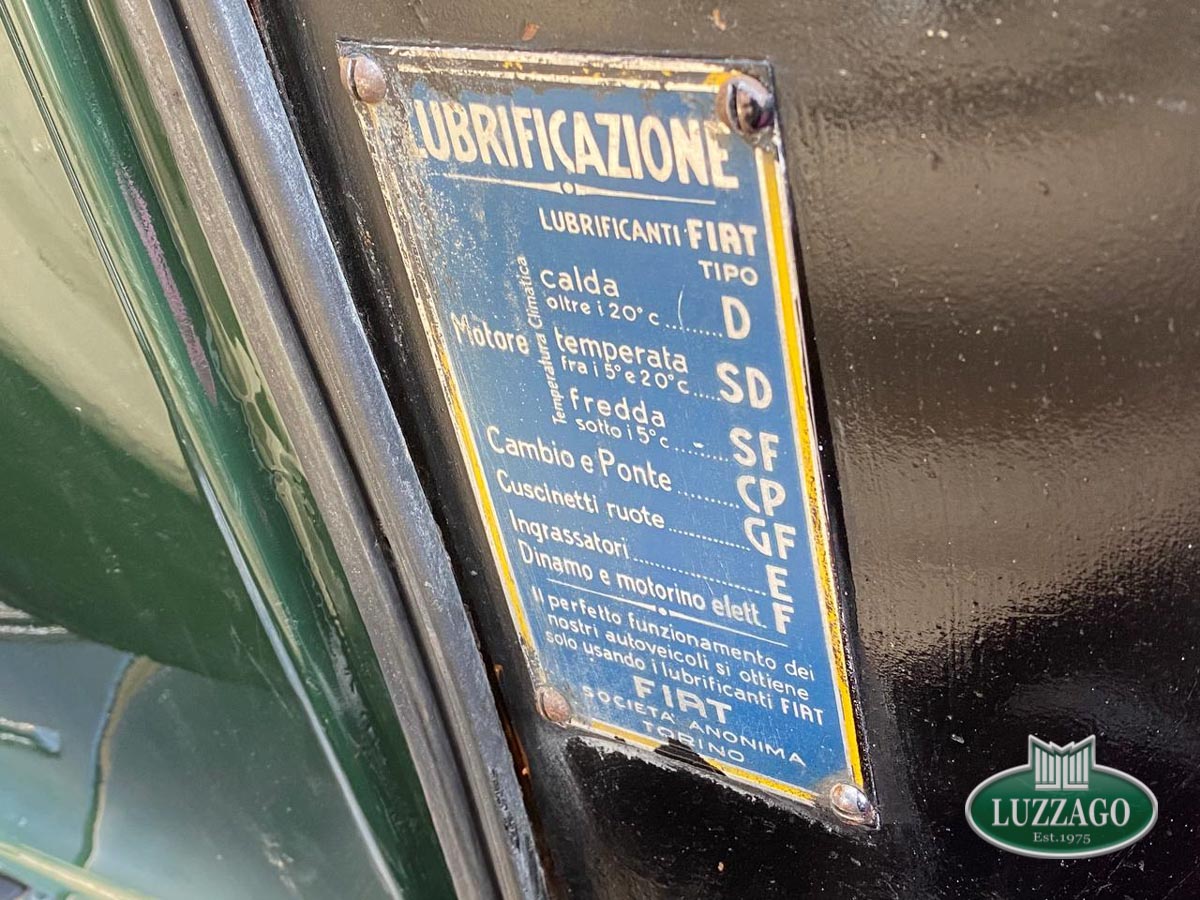 LUBRIFICAZIONE
LUBRIFICANTI FIAT
TIPO
Motore
Temperatura Climatica
calda
oltre i 20° c........ D
temperata
fra i 5° e 20° c.... SD
fredda
sotto i 5° c........ SF
Cambio e Ponte ......... CP
Cuscinetti ruote............ GF
Ingrassatori.................... E
Dinamo e motorino elett. F
Il perfetto funzionamento dei
nostri autoveicoli si ottiene
solo usando i lubrificanti FIAT
FIAT
SOCIETÀ ANONIMA
TORINO
LUZZAGO
Est.1975